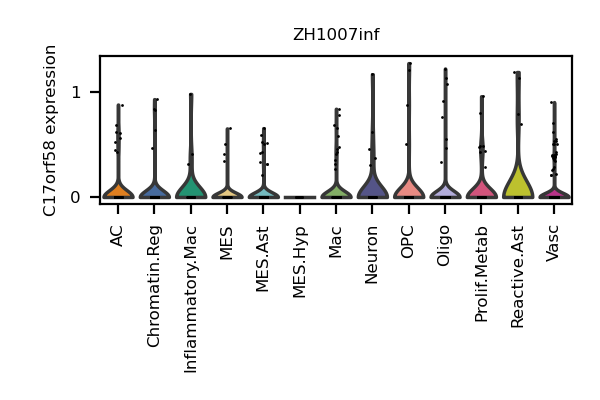 ZH1007inf
C17orf58 expression
1
0
AC
Chromatin.Reg
Inflammatory.Mac
MES
MES.Ast
MES.Hyp
Mac
Neuron
OPC
Oligo
Prolif.Metab
Reactive.Ast
Vasc